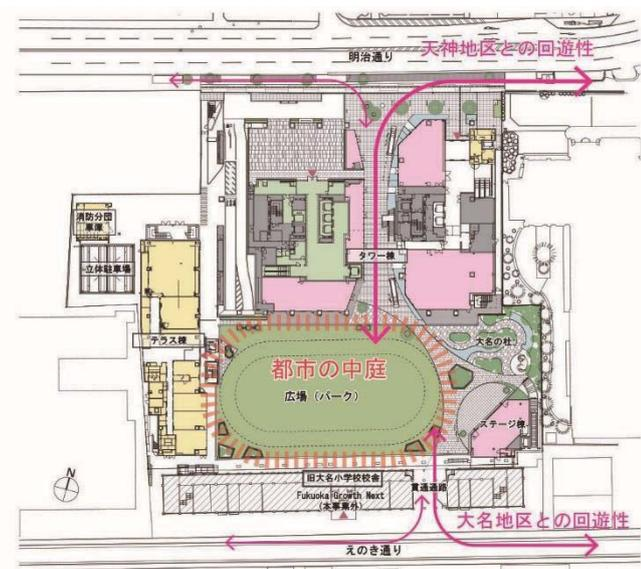 天神地区との回遊性
明治通り
消防分団
車庫
立体駐車場
タワー棟
テラス棟
大名の杜
都市の中庭
広場（パーク）
ステージ棟
N
旧大名小学校校舎
Fukuoka Growth Next
（本事業外）
貫通通路
大名地区との回遊性
えのき通り